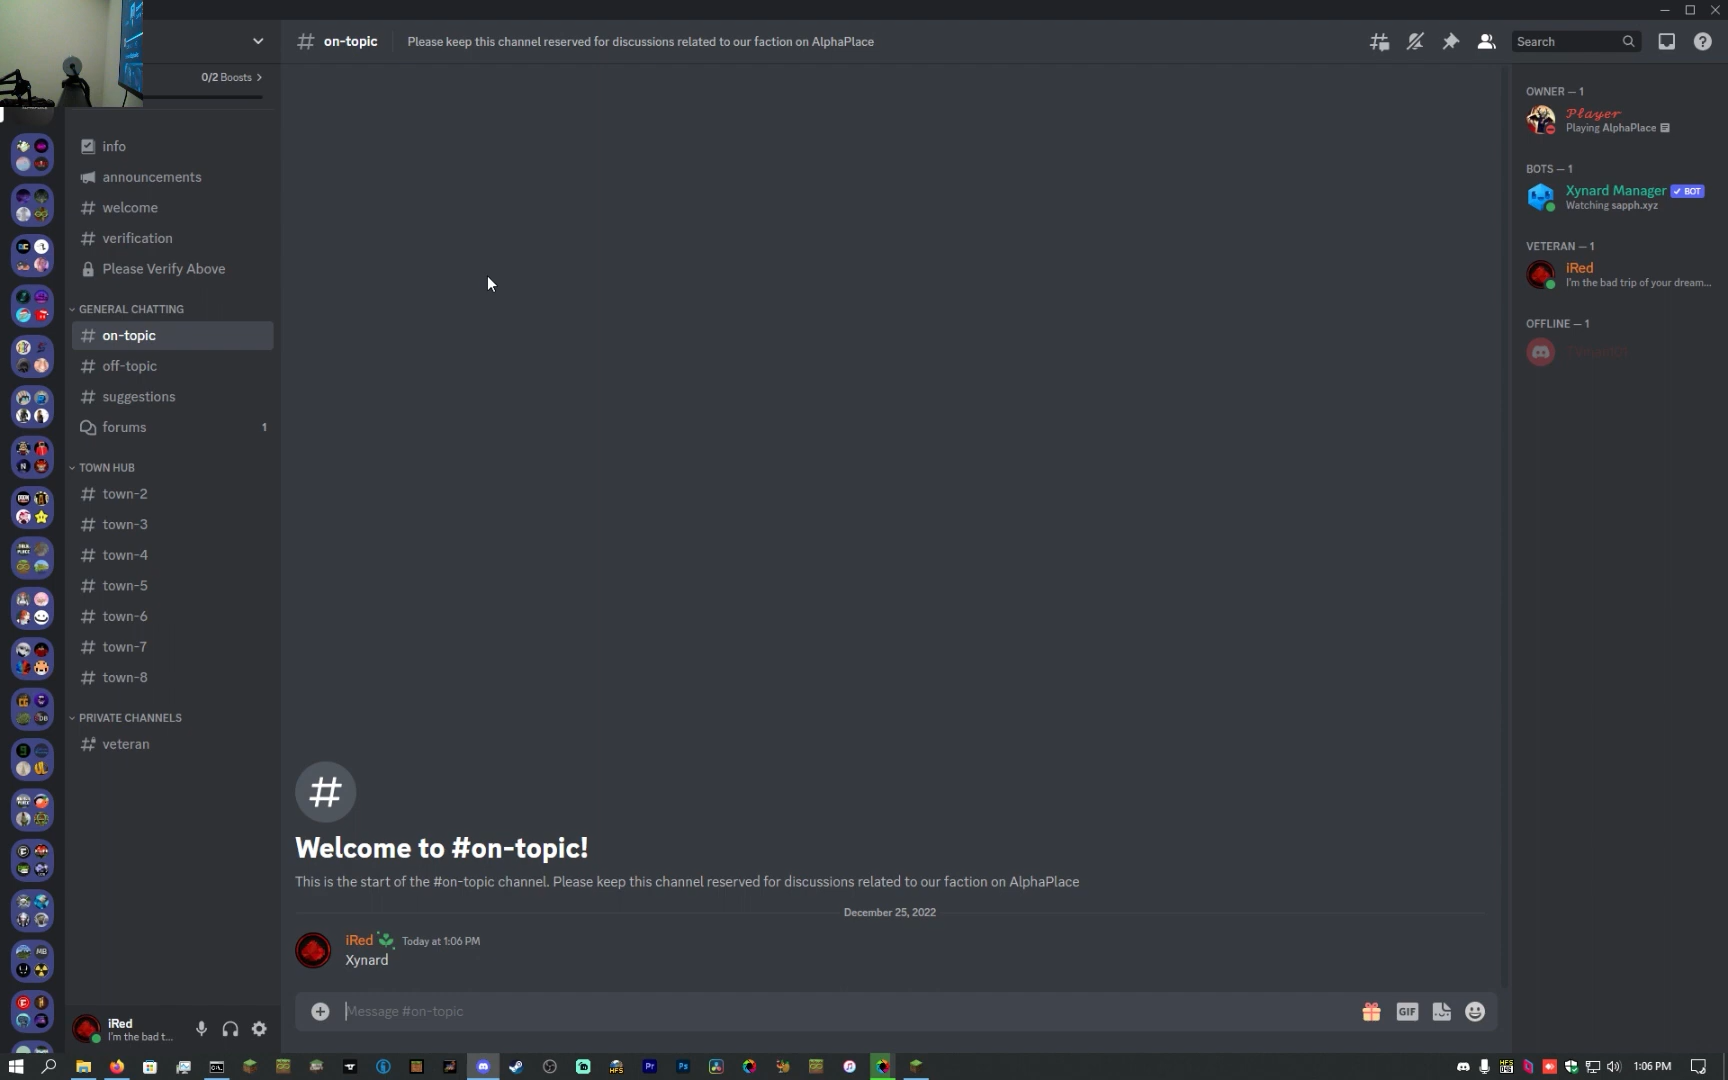 # on-topic
Please keep this channel reserved for discussions related to our faction on AlphaPlace
Search
0/2 Boosts
info
announcements
welcome
verification
Please Verify Above
GENERAL CHATTING
on-topic
off-topic
suggestions
forums 1
TOWN HUB
town-2
town-3
town-4
town-5
town-6
town-7
town-8
PRIVATE CHANNELS
veteran
iRed
I'm the bad t...
#
Welcome to #on-topic!
This is the start of the #on-topic channel. Please keep this channel reserved for discussions related to our faction on AlphaPlace
December 25, 2022
iRed Today at 1:06 PM
Xynard
Message #on-topic
GIF
OWNER — 1
Player
Playing AlphaPlace
BOTS — 1
Xynard Manager ✓ BOT
Watching sapph.xyz
VETERAN — 1
iRed
I'm the bad trip of your dream...
OFFLINE — 1
1:06 PM